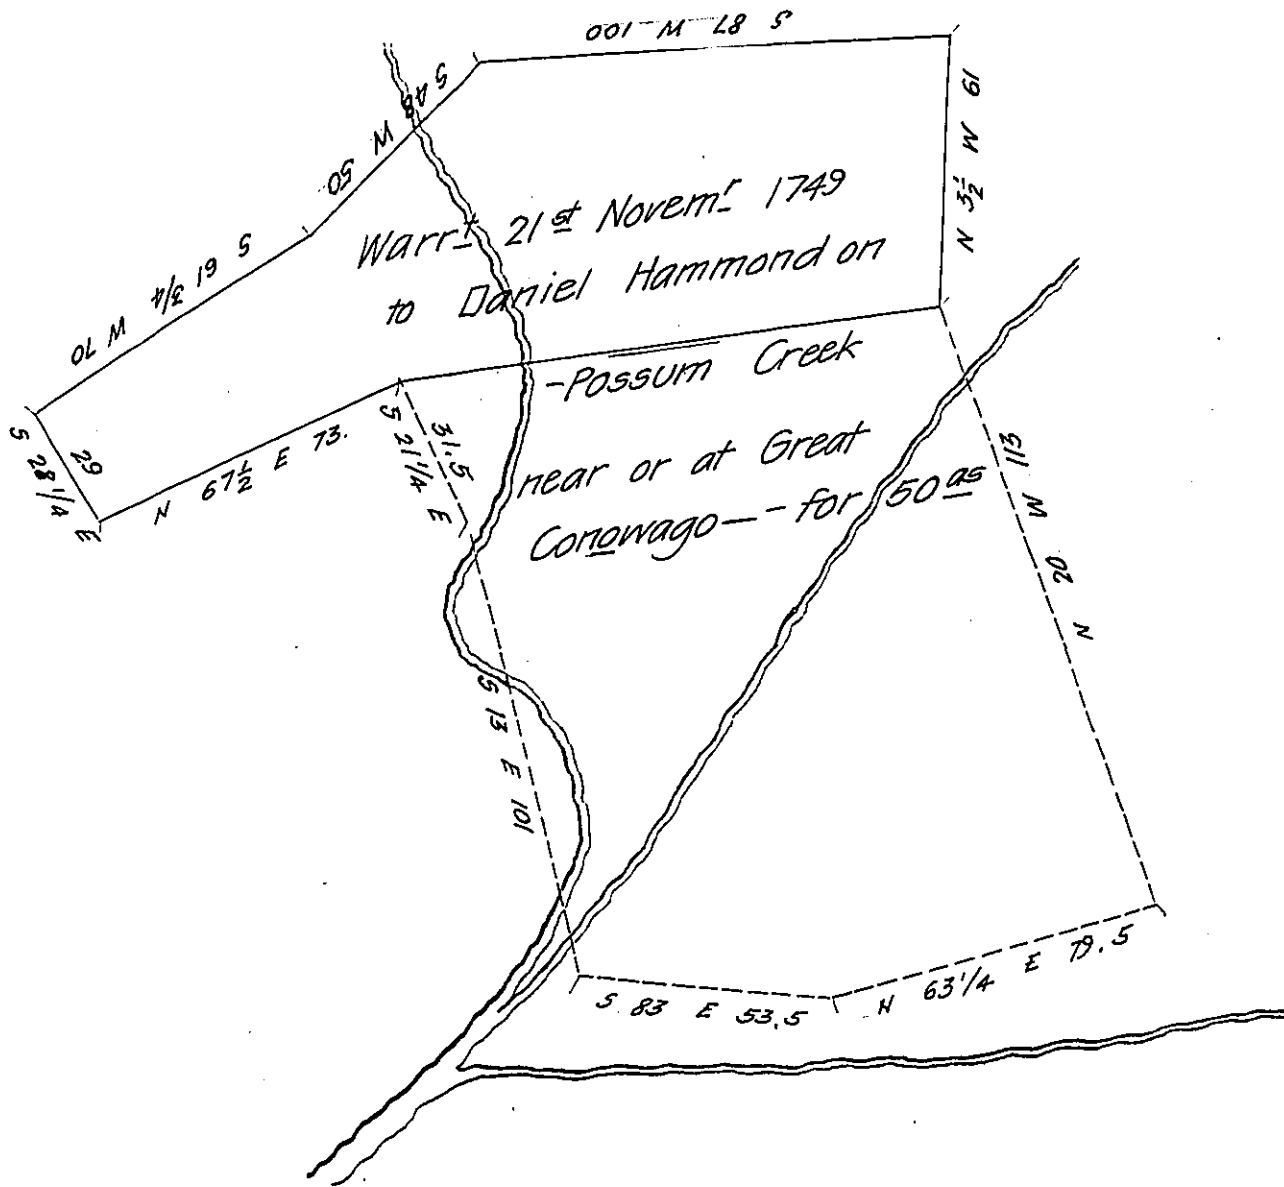 S 87 W 100
S 48 W 50
N 3½ W 61
S 61 3/4 W 70
Warrt 21st Novemr 1749
to Daniel Hammond on
-Possum Creek
near or at Great
Conowago-- for 50 as
S 28 1/4 E 29
N 67½ E 73.
S 21 1/4 E 31.5
N 20 W 113
S 13 E 101
S 83 E 53.5
N 63 1/4 E 79.5